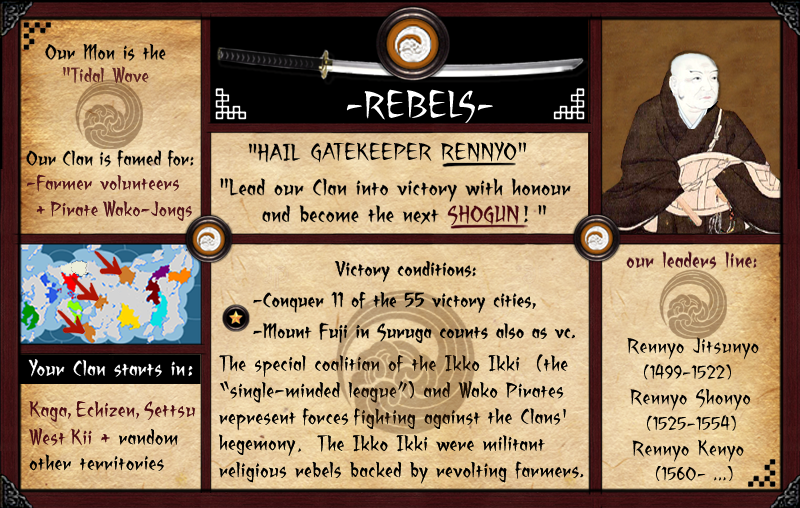 Our Mon is the
"Tidal Wave
Our Clan is famed for:
-Farmer volunteers
+ Pirate Wako-Jongs
Your Clan starts in:
Kaga, Echizen, Settsu
West Kii + random
other territories
-REBELS-
"HAIL GATEKEEPER RENNYO"
"Lead our Clan into victory with honour
and become the next SHOGUN! "
Victory conditions:
-Conquer 11 of the 55 victory cities,
-Mount Fuji in Suruga counts also as vc.
The special coalition of the Ikko Ikki (the
"single-minded league") and Wako Pirates
represent forces fighting against the Clans'
hegemony. The Ikko Ikki were militant
religious rebels backed by revolting farmers.
our leaders line:
Rennyo Jitsunyo
(1499-1522)
Rennyo Shonyo
(1525-1554)
Rennyo Kenyo
(1560- ...)